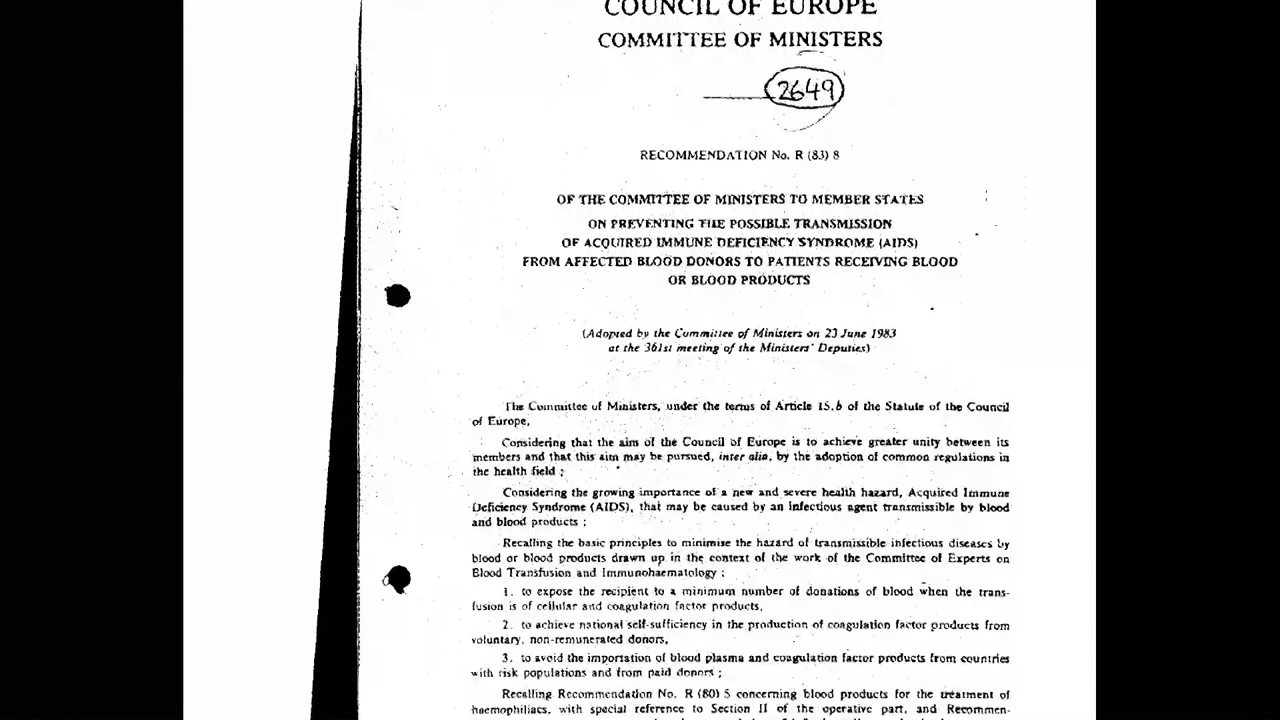 COUNCIL OF EUROPE
COMMITTEE OF MINISTERS
2649
RECOMMENDATION No. R (83) 8
OF THE COMMITTEE OF MINISTERS TO MEMBER STATES
ON PREVENTING THE POSSIBLE TRANSMISSION
OF ACQUIRED IMMUNE DEFICIENCY SYNDROME (AIDS)
FROM AFFECTED BLOOD DONORS TO PATIENTS RECEIVING BLOOD
OR BLOOD PRODUCTS
(Adopted by the Committee of Ministers on 23 June 1983
at the 361st meeting of the Ministers' Deputies)
The Committee of Ministers, under the terms of Article 15.b of the Statute of the Council
of Europe,
Considering that the aim of the Council of Europe is to achieve greater unity between its
members and that this aim may be pursued, inter alia, by the adoption of common regulations in
the health field ;
Considering the growing importance of a new and severe health hazard, Acquired Immune
Deficiency Syndrome (AIDS), that may be caused by an infectious agent transmissible by blood
and blood products ;
Recalling the basic principles to minimise the hazard of transmissible infectious diseases by
blood or blood products drawn up in the context of the work of the Committee of Experts on
Blood Transfusion and Immunohaematology :
1. to expose the recipient to a minimum number of donations of blood when the trans-
fusion is of cellular and coagulation factor products,
2. to achieve national self-sufficiency in the production of coagulation factor products from
voluntary, non-remunerated donors,
3. to avoid the importation of blood plasma and coagulation factor products from countries
with risk populations and from paid donors ;
Recalling Recommendation No. R (80) 5 concerning blood products for the treatment of
haemophiliacs, with special reference to Section II of the operative part, and Recommen-